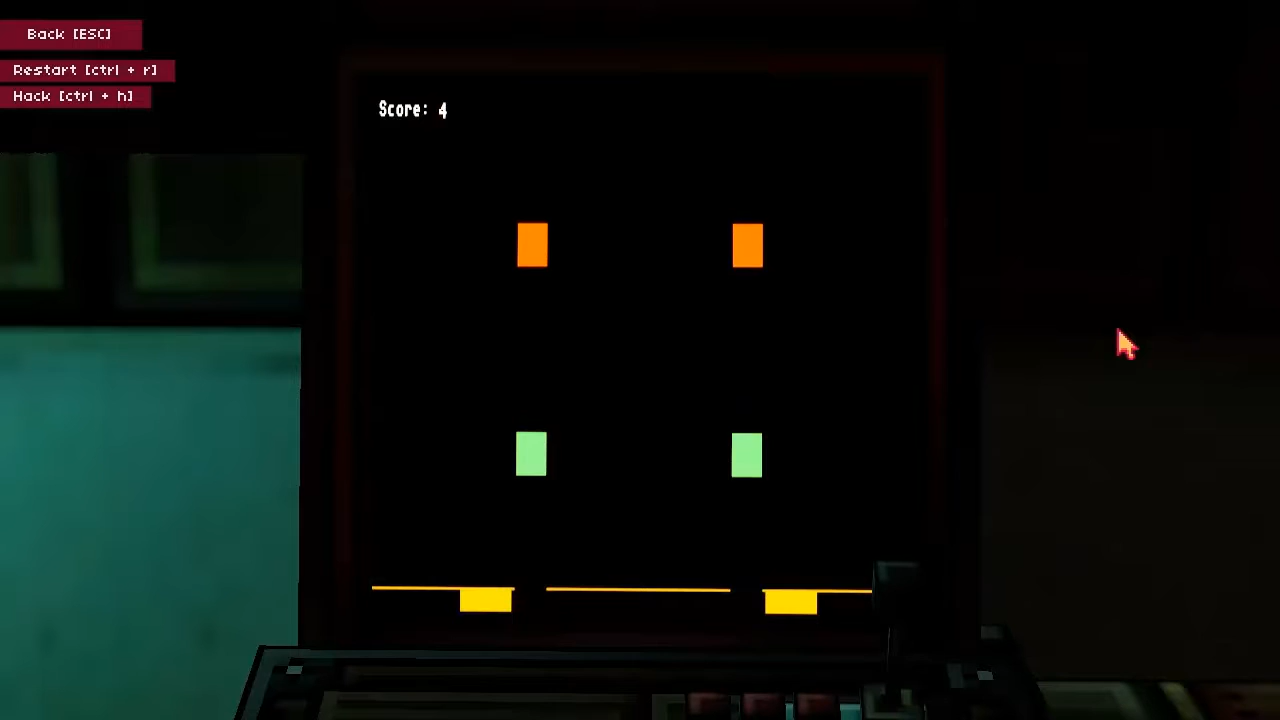 Back [ESC]
Restart [ctrl + r]
Hack [ctrl + h]
Score: 4